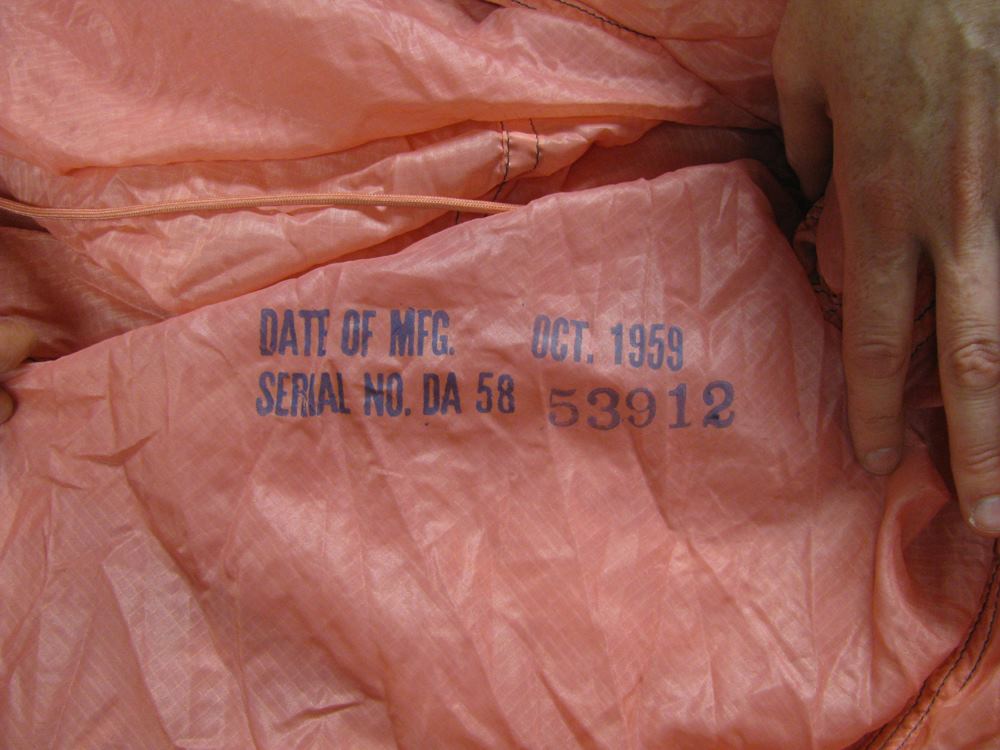 DATE OF MFG. OCT. 1959
SERIAL NO. DA 58 53912